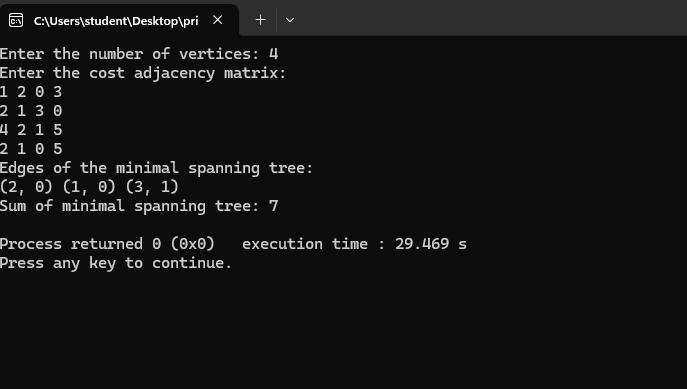 C:\Users\student\Desktop\pri
Enter the number of vertices: 4
Enter the cost adjacency matrix:
1 2 0 3
2 1 3 0
4 2 1 5
2 1 0 5
Edges of the minimal spanning tree:
(2, 0) (1, 0) (3, 1)
Sum of minimal spanning tree: 7
Process returned 0 (0x0)   execution time : 29.469 s
Press any key to continue.